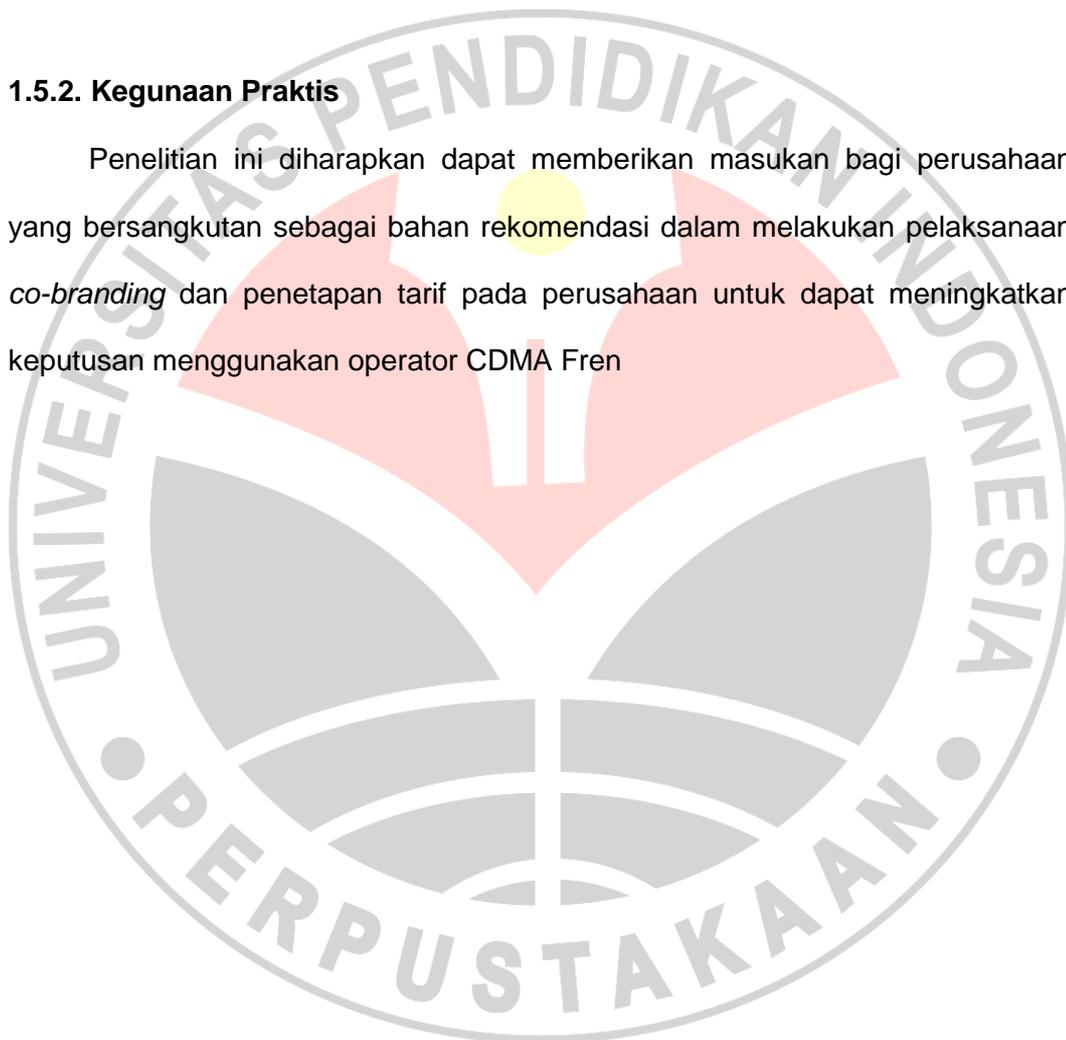 1.5.2. Kegunaan Praktis
Penelitian ini diharapkan dapat memberikan masukan bagi perusahaan
yang bersangkutan sebagai bahan rekomendasi dalam melakukan pelaksanaan
co-branding dan penetapan tarif pada perusahaan untuk dapat meningkatkan
keputusan menggunakan operator CDMA Fren
UNIVERSITAS PENDIDIKAN INDONESIA
PERPUSTAKAAN